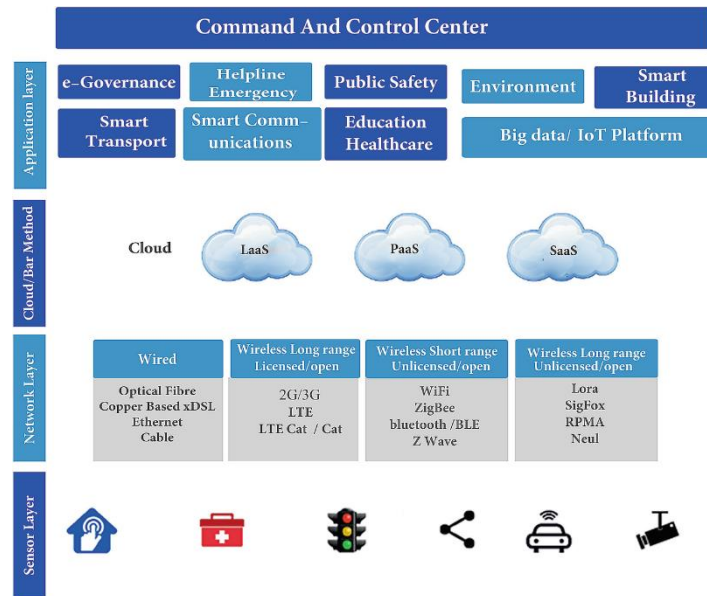 Command And Control Center
Application layer
e-Governance
Helpline
Emergency
Public Safety
Environment
Smart
Building
Smart
Transport
Smart Comm-
unications
Education
Healthcare
Big data/ IoT Platform
Cloud/Bar Method
Cloud
LaaS
PaaS
SaaS
Network Layer
Wired
Optical Fibre
Copper Based xDSL
Ethernet
Cable
Wireless Long range
Licensed/open
2G/3G
LTE
LTE Cat / Cat
Wireless Short range
Unlicensed/open
WiFi
ZigBee
bluetooth /BLE
Z Wave
Wireless Long range
Unlicensed/open
Lora
SigFox
RPMA
Neul
Sensor Layer